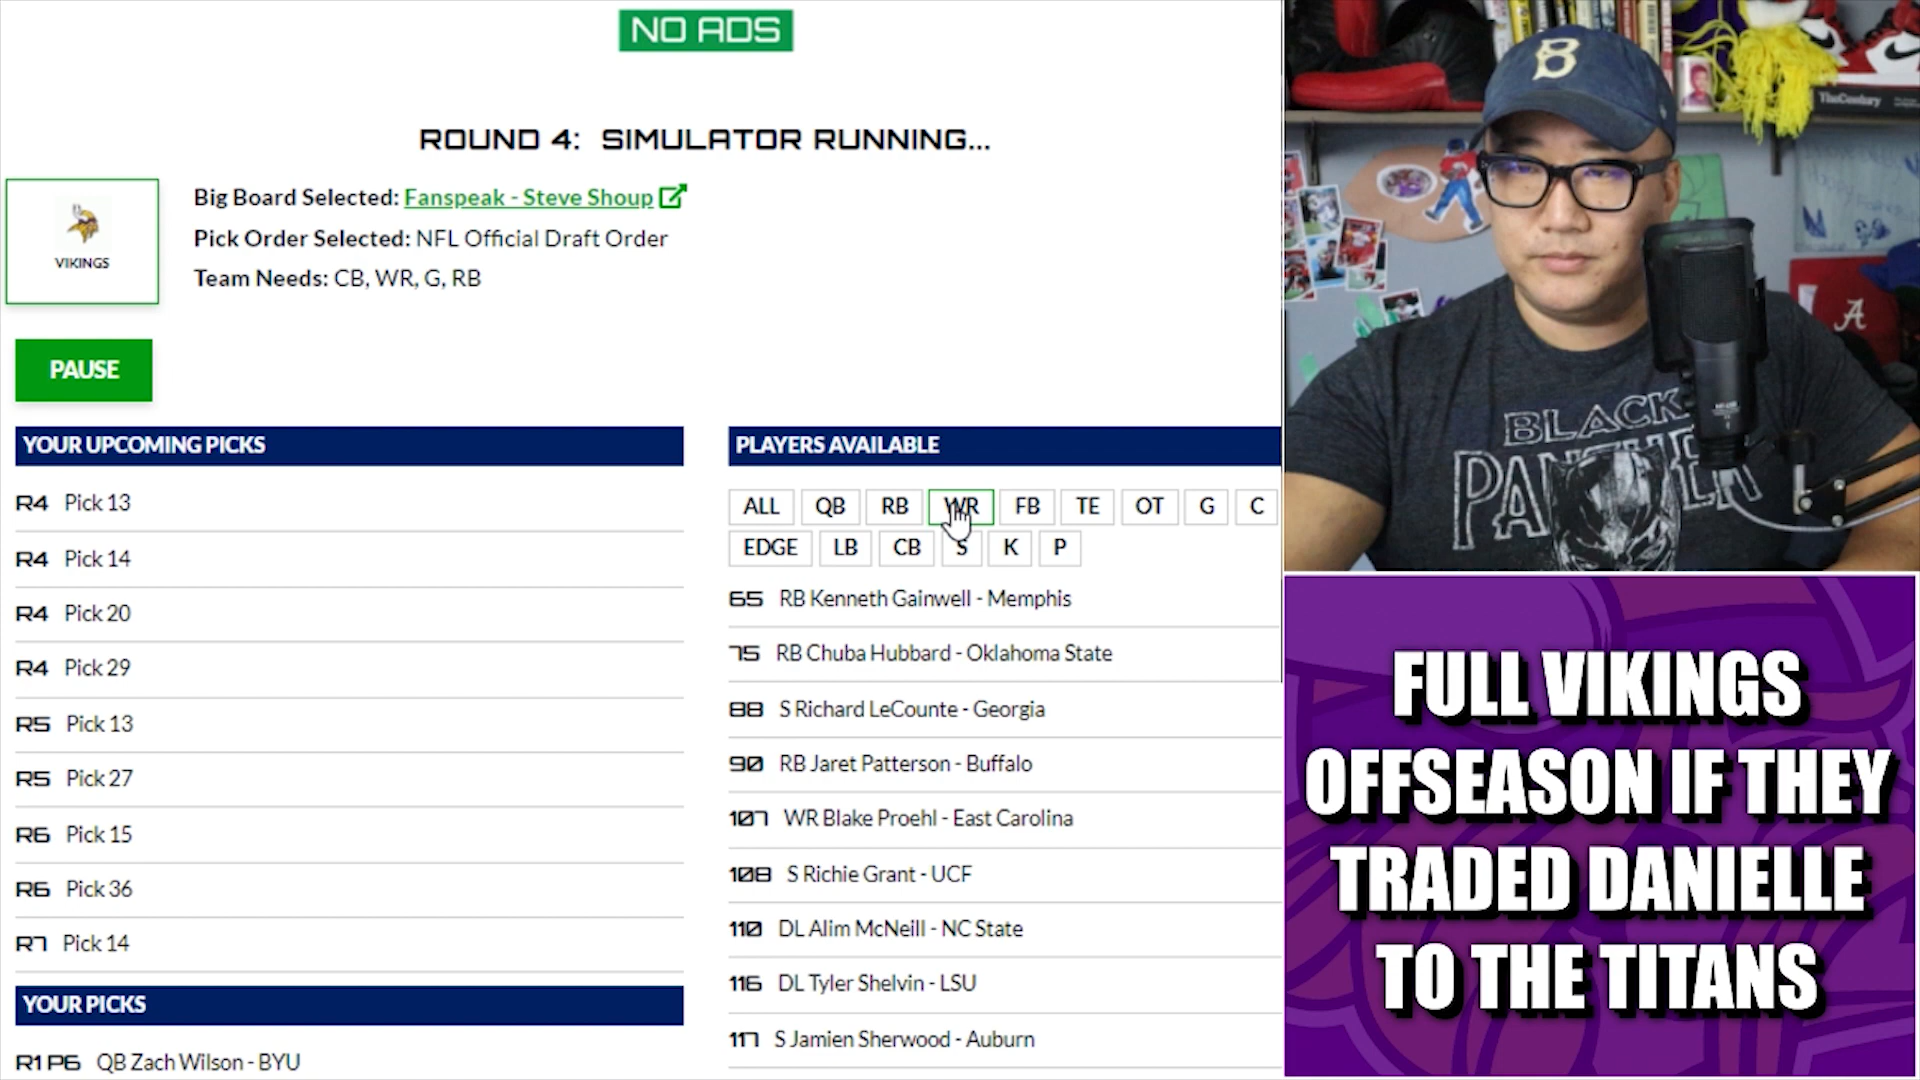 NO ADS
ROUND 4: SIMULATOR RUNNING...
VIKINGS
Big Board Selected: Fanspeak - Steve Shoup
Pick Order Selected: NFL Official Draft Order
Team Needs: CB, WR, G, RB
PAUSE
YOUR UPCOMING PICKS
R4 Pick 13
R4 Pick 14
R4 Pick 20
R4 Pick 29
R5 Pick 13
R5 Pick 27
R6 Pick 15
R6 Pick 36
R7 Pick 14
YOUR PICKS
R1 P6 QB Zach Wilson - BYU
PLAYERS AVAILABLE
ALL QB RB WR FB TE OT G C
EDGE LB CB S K P
65 RB Kenneth Gainwell - Memphis
75 RB Chuba Hubbard - Oklahoma State
88 S Richard LeCounte - Georgia
90 RB Jaret Patterson - Buffalo
107 WR Blake Proehl - East Carolina
108 S Richie Grant - UCF
110 DL Alim McNeill - NC State
116 DL Tyler Shelvin - LSU
117 S Jamien Sherwood - Auburn
B
TheCentury
A
BLACK
PANTHER
FULL VIKINGS
OFFSEASON IF THEY
TRADED DANIELLE
TO THE TITANS